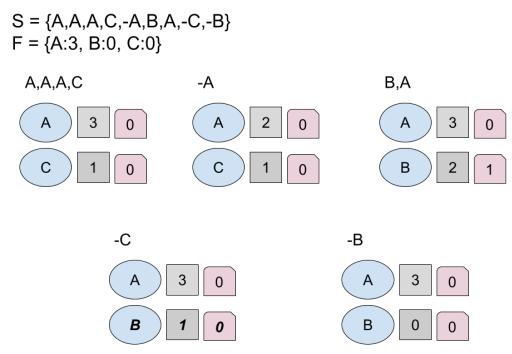 S = {A,A,A,C,-A,B,A,-C,-B}
F = {A:3, B:0, C:0}
A,A,A,C
A 3 0
C 1 0
-A
A 2 0
C 1 0
B,A
A 3 0
B 2 1
-C
A 3 0
B 1 0
-B
A 3 0
B 0 0